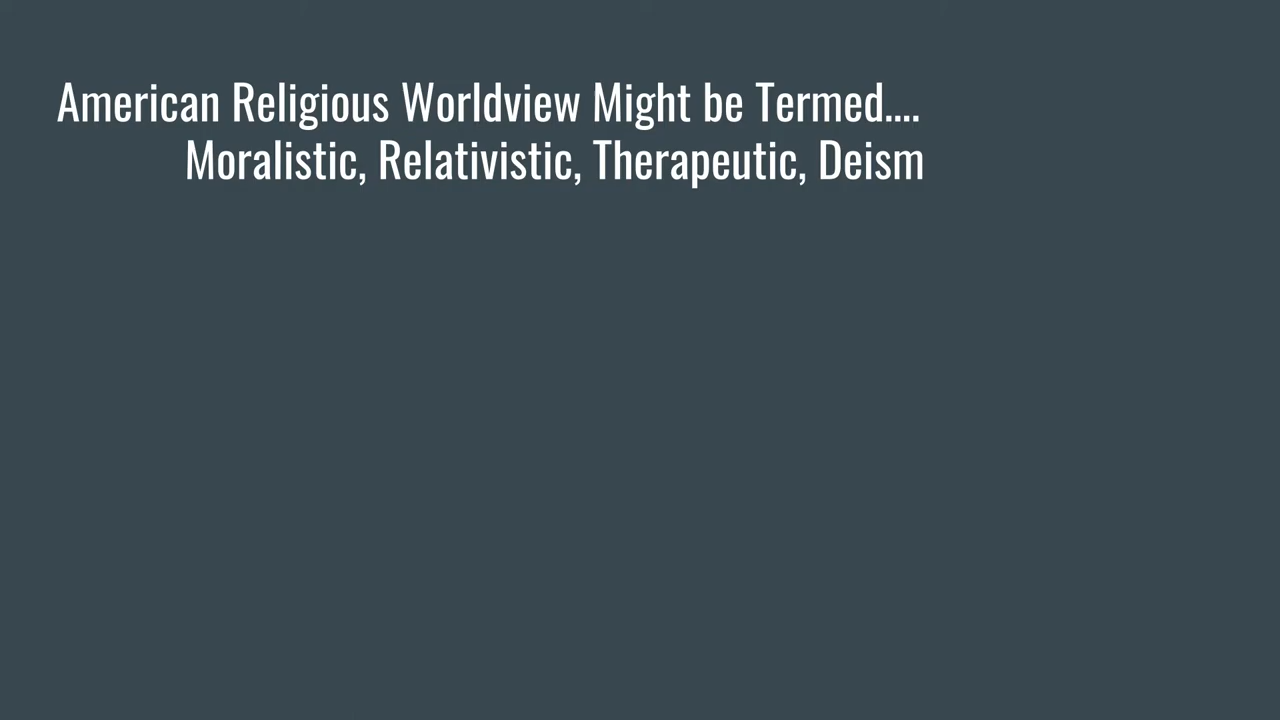 American Religious Worldview Might be Termed....
Moralistic, Relativistic, Therapeutic, Deism